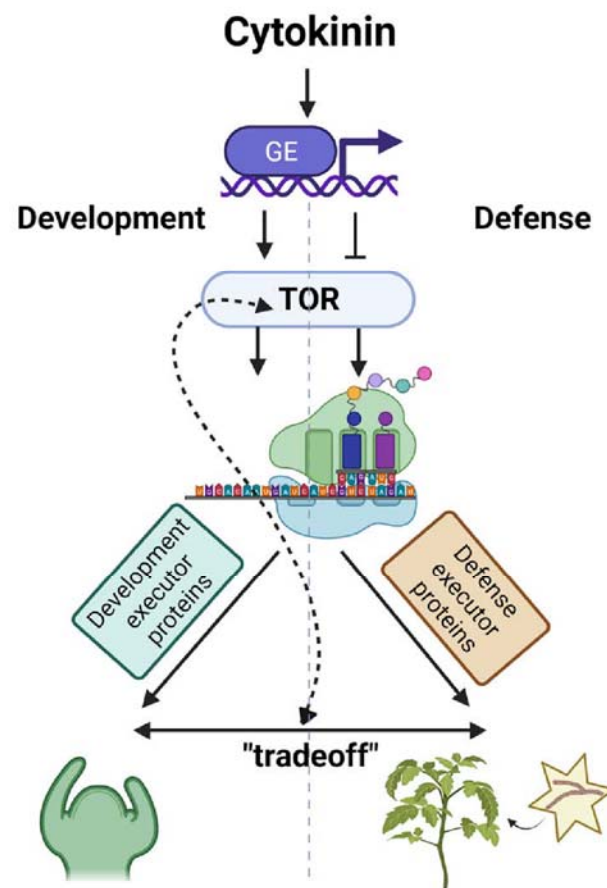 Cytokinin
GE
Development
Defense
TOR
Development
executor
proteins
Defense
executor
proteins
"tradeoff"